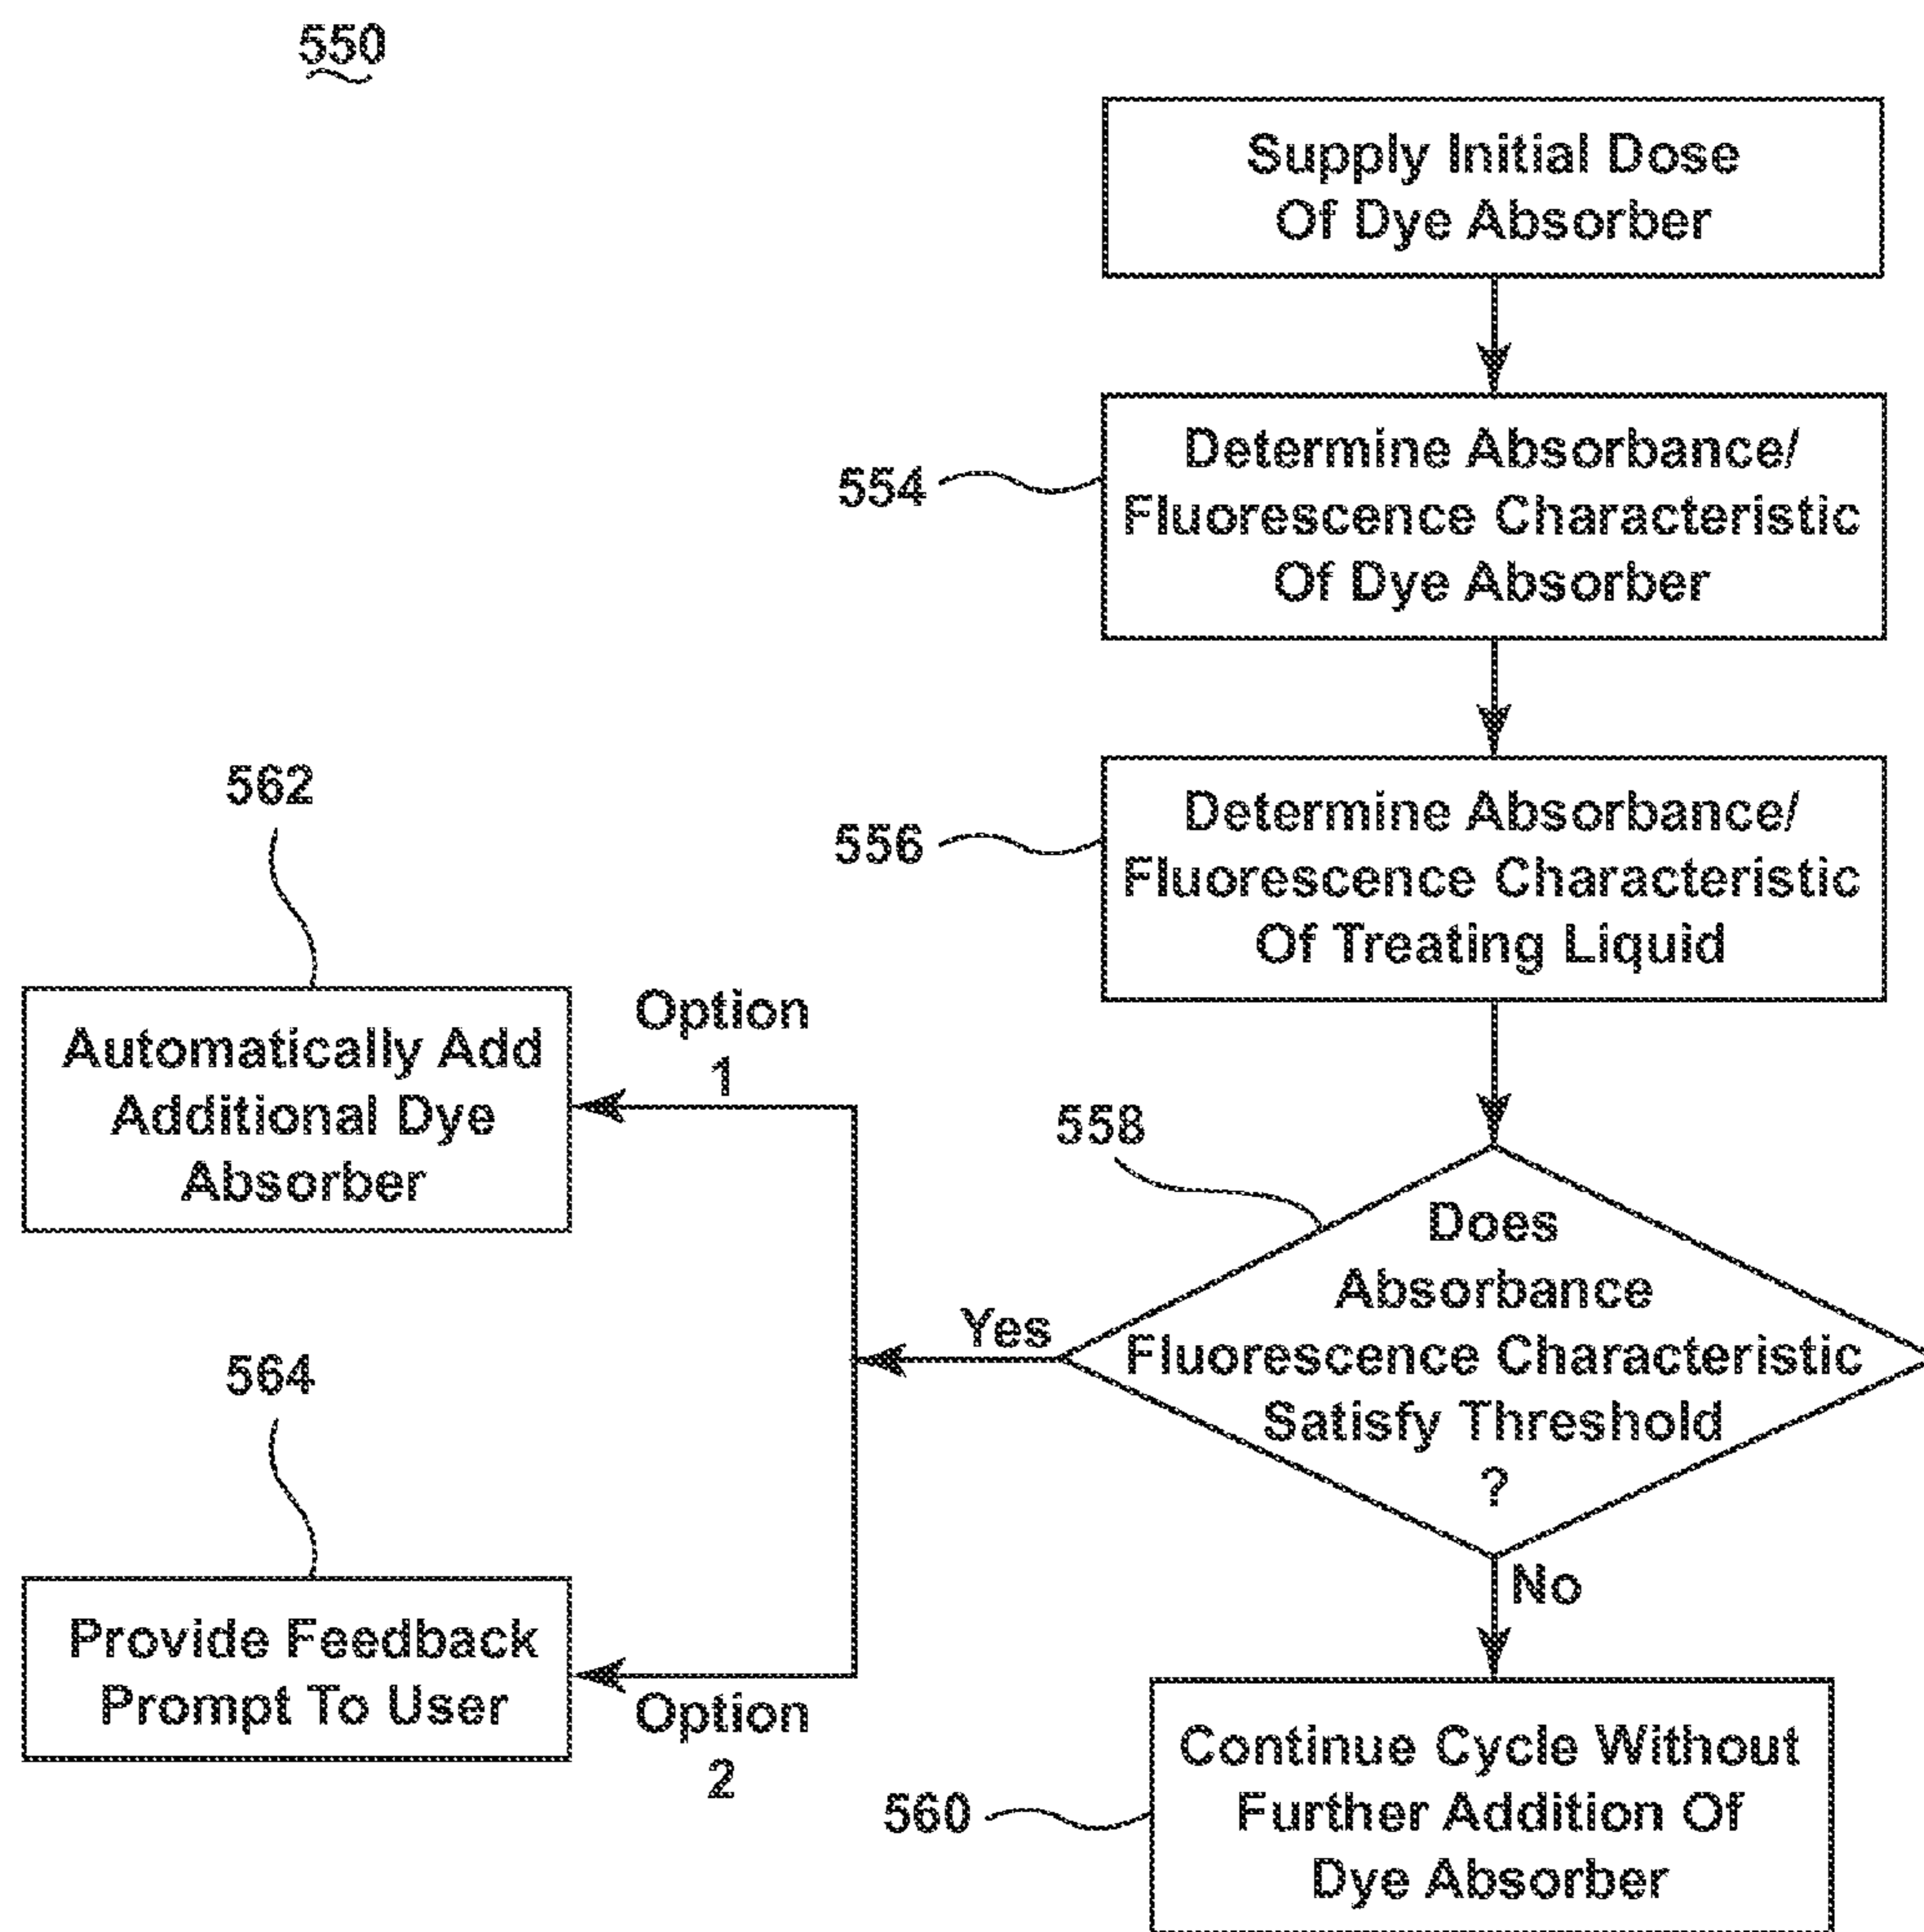 550
Supply Initial Dose
Of Dye Absorber
554
Determine Absorbance/
Fluorescence Characteristic
Of Dye Absorber
556
Determine Absorbance/
Fluorescence Characteristic
Of Treating Liquid
558
Does
Absorbance
Fluorescence Characteristic
Satisfy Threshold
?
Yes
No
562
Option
1
Automatically Add
Additional Dye
Absorber
564
Provide Feedback
Prompt To User
Option
2
560
Continue Cycle Without
Further Addition Of
Dye Absorber